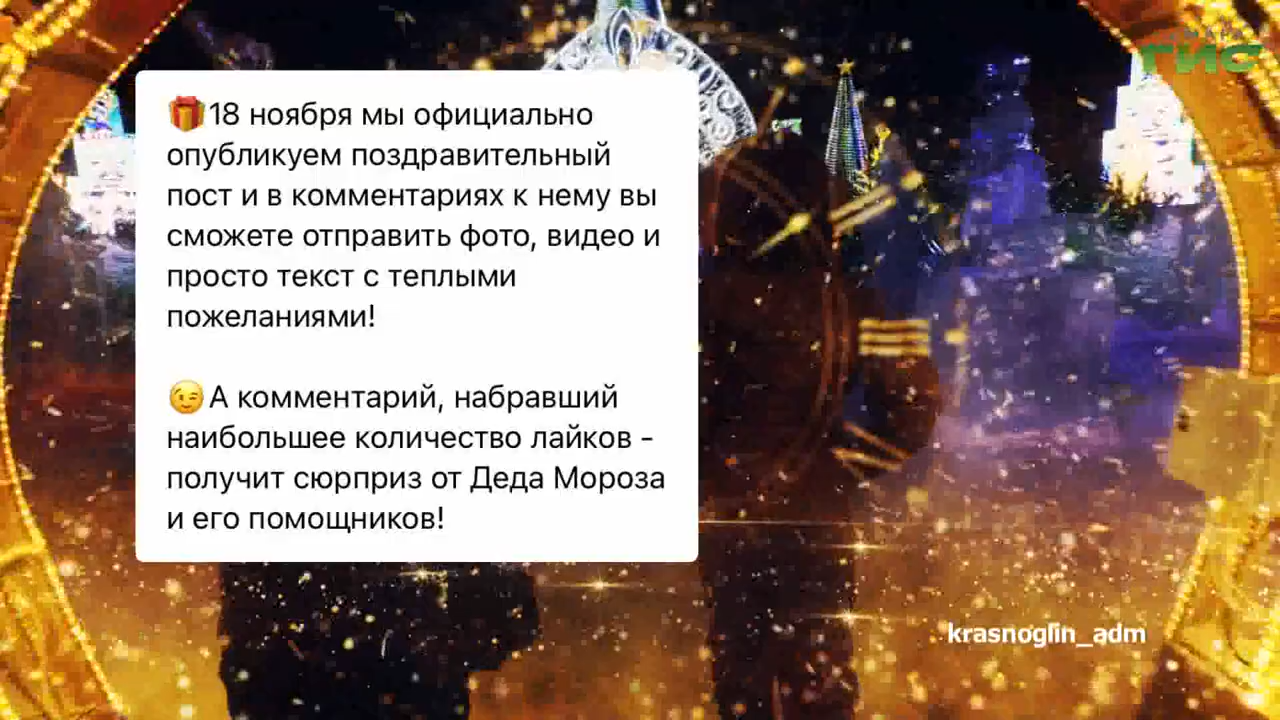 ГИС
🎁18 ноября мы официально
опубликуем поздравительный
пост и в комментариях к нему вы
сможете отправить фото, видео и
просто текст с теплыми
пожеланиями!
😉А комментарий, набравший
наибольшее количество лайков -
получит сюрприз от Деда Мороза
и его помощников!
krasnoglin_adm